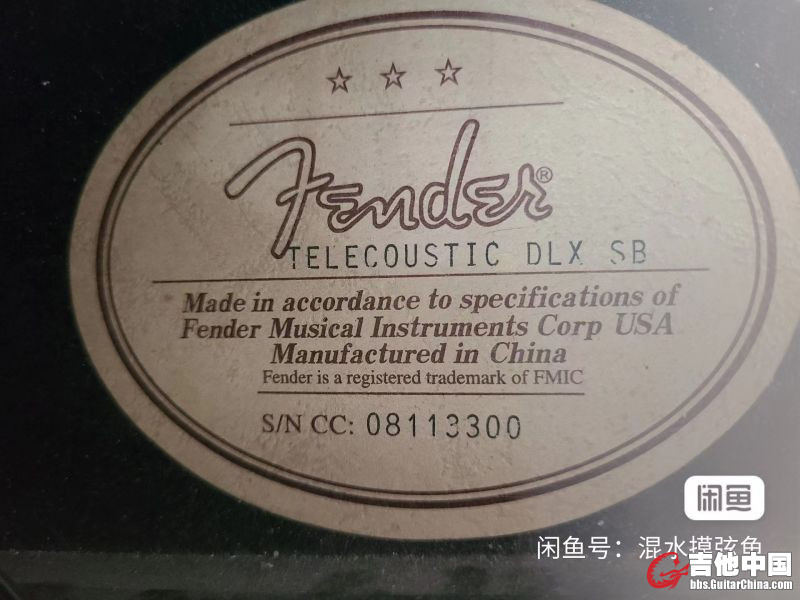 ☆ ☆ ☆
Fender®
TELECOUSTIC DLX SB
Made in accordance to specifications of
Fender Musical Instruments Corp USA
Manufactured in China
Fender is a registered trademark of FMIC
S/N CC: 08113300
闲鱼
闲鱼号：混水摸弦鱼
吉他中国
bbs.GuitarChina.com